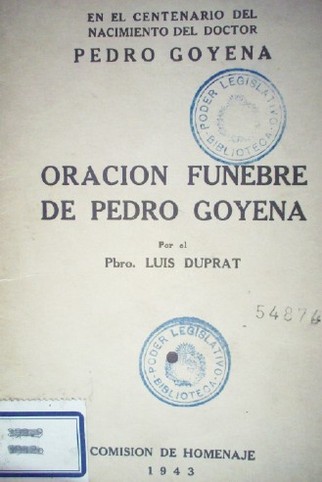 EN EL CENTENARIO DEL
NACIMIENTO DEL DOCTOR
PEDRO GOYENA
PODER LEGISLATIVO
BIBLIOTECA
ORACION FUNEBRE
DE PEDRO GOYENA
Por el
Pbro. LUIS DUPRAT
54876
PODER LEGISLATIVO
BIBLIOTECA
COMISION DE HOMENAJE
1943